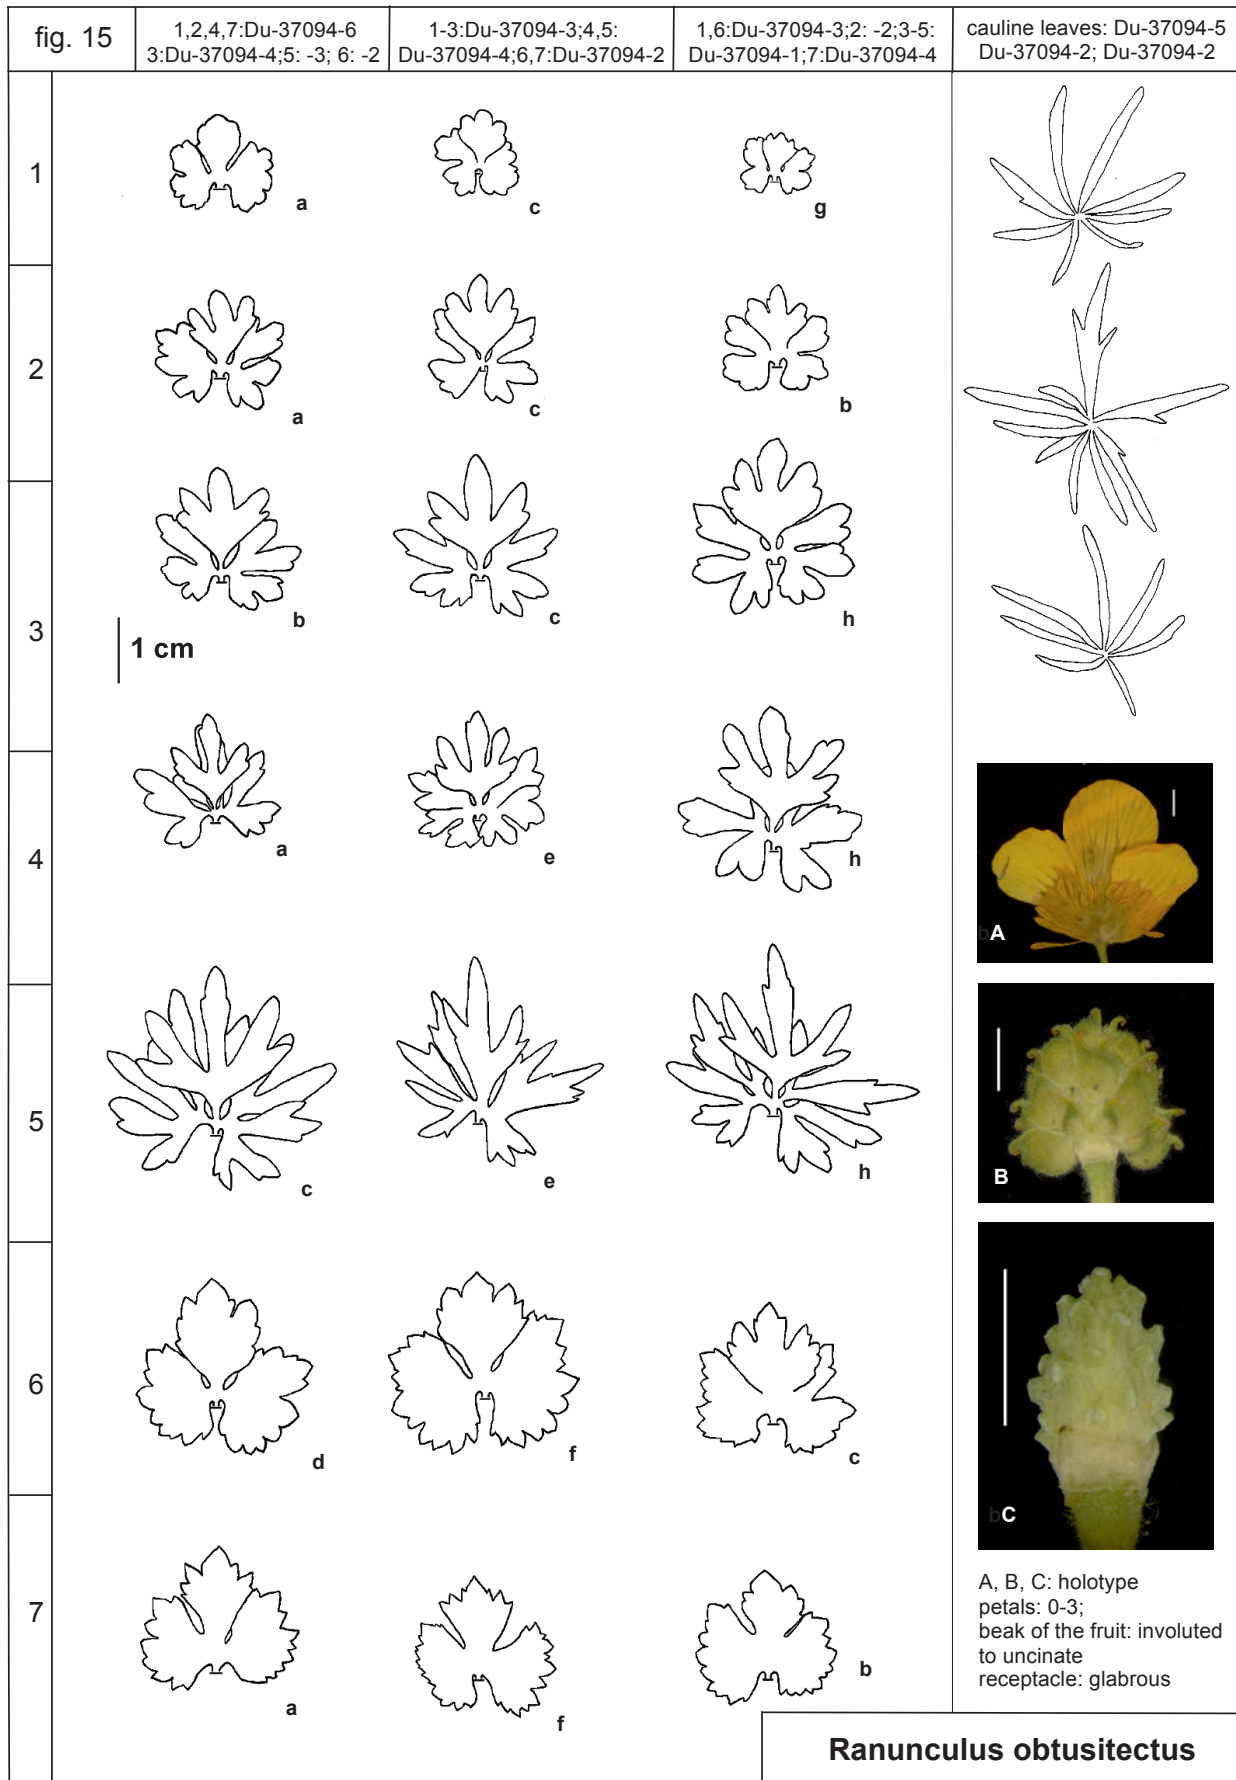 fig. 15
1,2,4,7:Du-37094-6
3:Du-37094-4;5: -3; 6: -2
1-3:Du-37094-3;4,5:
Du-37094-4;6,7:Du-37094-2
1,6:Du-37094-3;2: -2;3-5:
Du-37094-1;7:Du-37094-4
cauline leaves: Du-37094-5
Du-37094-2; Du-37094-2
1
a
c
g
2
a
c
b
3
b
c
h
1 cm
4
a
e
h
5
c
e
h
6
d
f
c
7
a
f
b
bA
B
bC
A, B, C: holotype
petals: 0-3;
beak of the fruit: involuted
to uncinate
receptacle: glabrous
Ranunculus obtusitectus